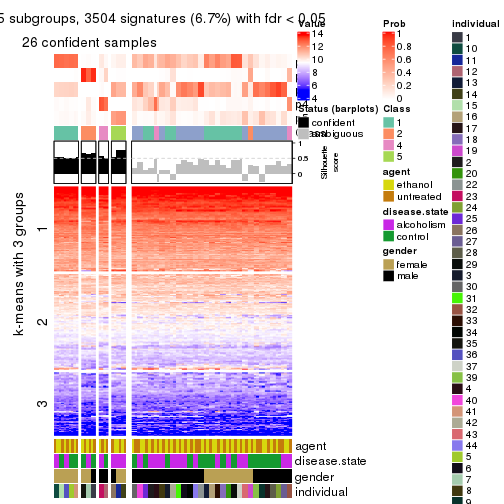 5 subgroups, 3504 signatures (6.7%) with fdr < 0.05
26 confident samples
Value
14
12
10
8
6
4
Prob
1
0.8
0.6
0.4
0.2
0
individual
1
10
11
12
13
14
15
16
17
18
19
2
20
22
23
24
25
26
27
28
29
3
30
31
32
33
34
35
36
37
39
4
40
41
42
43
44
5
6
7
8
9
p4
Status (barplots)
confident
ambiguous
Class
1
2
4
5
agent
ethanol
untreated
disease.state
alcoholism
control
gender
female
male
1
0.5
0
Silhouette
score
k-means with 3 groups
1
2
3
agent
disease.state
gender
individual